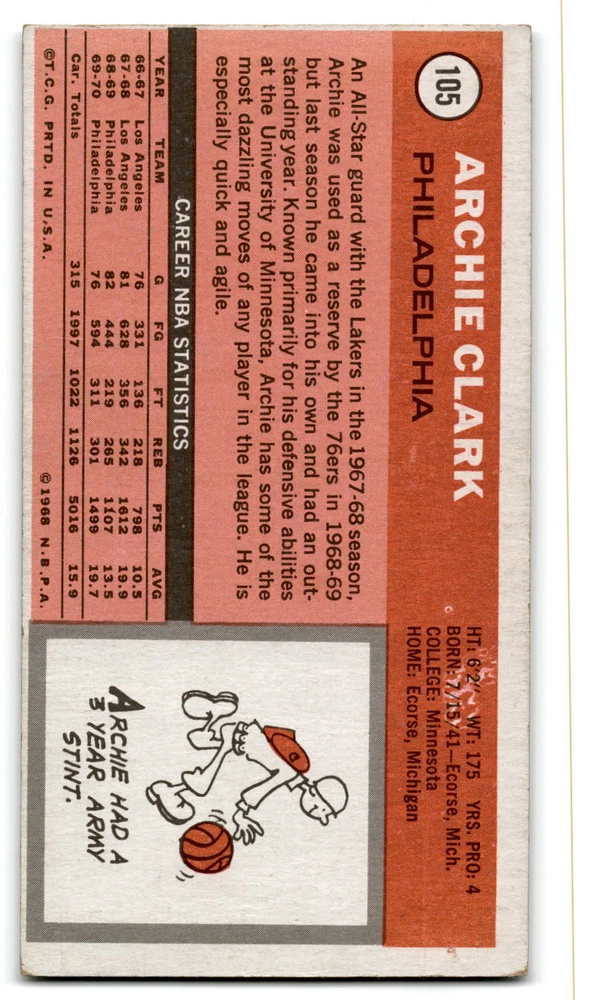 105
ARCHIE CLARK
PHILADELPHIA
HT: 6'2" WT: 175 YRS. PRO: 4
BORN: 7/15/41—Ecorse, Mich.
COLLEGE: Minnesota
HOME: Ecorse, Michigan
An All-Star guard with the Lakers in the 1967-68 season,
Archie was used as a reserve by the 76ers in 1968-69
but last season he came into his own and had an out-
standing year. Known primarily for his defensive abilities
at the University of Minnesota, Archie has some of the
most dazzling moves of any player in the league. He is
especially quick and agile.
CAREER NBA STATISTICS
YEAR TEAM G FG FT REB PTS AVG
66-67 Los Angeles 76 331 136 218 798 10.5
67-68 Los Angeles 81 628 356 342 1612 19.9
68-69 Philadelphia 82 444 219 265 1107 13.5
69-70 Philadelphia 76 594 311 301 1499 19.7
Car. Totals 315 1997 1022 1126 5016 15.9
©T.C.G. PRTD. IN U.S.A. ©1968 N.B.P.A.
ARCHIE HAD A
3 YEAR ARMY
STINT.